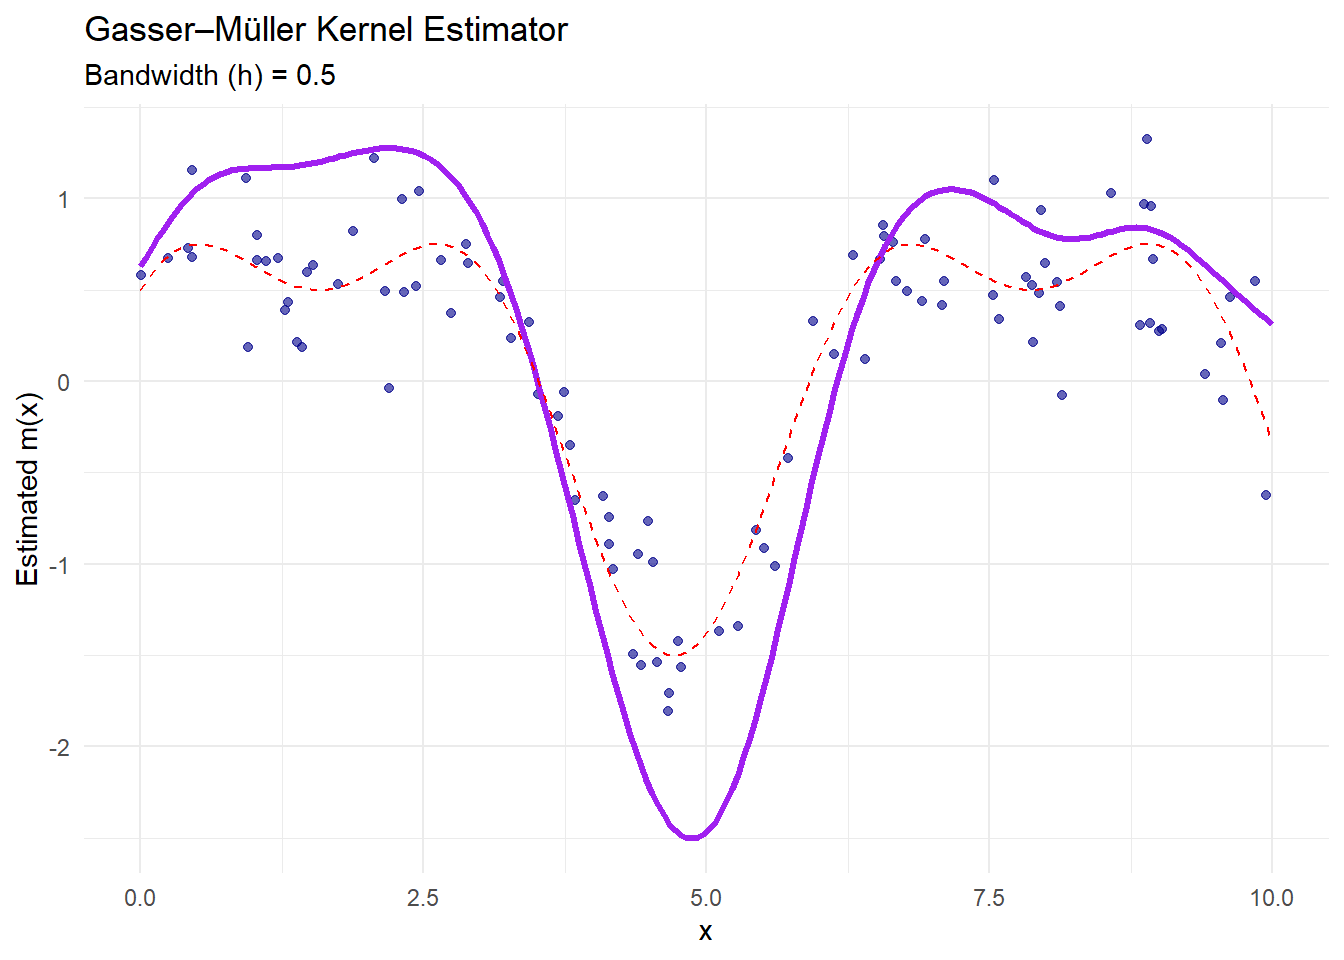 Gasser–Müller Kernel Estimator
Bandwidth (h) = 0.5
Estimated m(x)
1
0
-1
-2
0.0 2.5 5.0 7.5 10.0
x